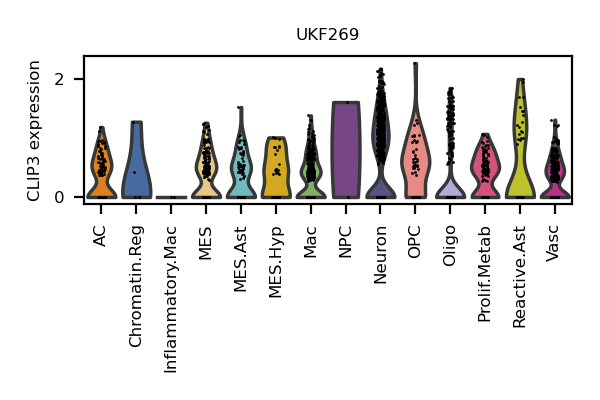 UKF269
CLIP3 expression
2
0
AC
Chromatin.Reg
Inflammatory.Mac
MES
MES.Ast
MES.Hyp
Mac
NPC
Neuron
OPC
Oligo
Prolif.Metab
Reactive.Ast
Vasc